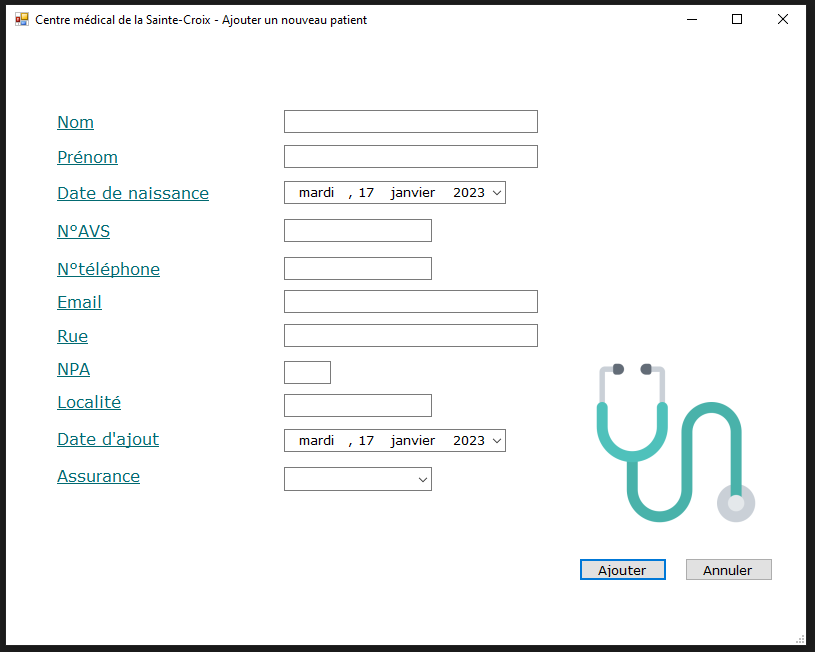 Centre médical de la Sainte-Croix - Ajouter un nouveau patient
Nom
Prénom
Date de naissance mardi , 17 janvier 2023
N°AVS
N°téléphone
Email
Rue
NPA
Localité
Date d'ajout mardi , 17 janvier 2023
Assurance
Ajouter Annuler